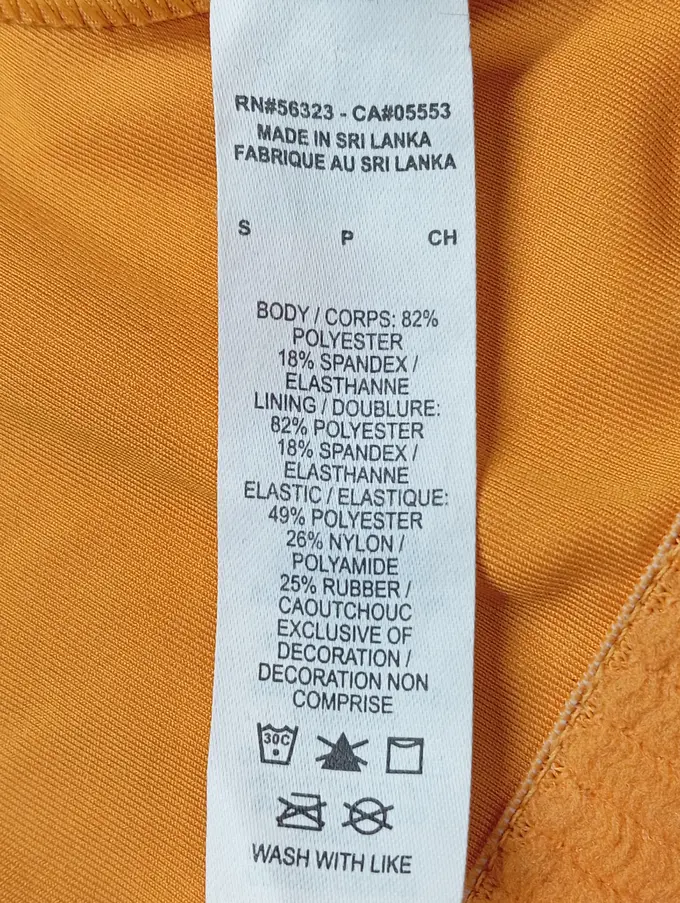 RN#56323 - CA#05553
MADE IN SRI LANKA
FABRIQUE AU SRI LANKA
S P CH
BODY / CORPS: 82%
POLYESTER
18% SPANDEX /
ELASTHANNE
LINING / DOUBLURE:
82% POLYESTER
18% SPANDEX /
ELASTHANNE
ELASTIC / ELASTIQUE:
49% POLYESTER
26% NYLON /
POLYAMIDE
25% RUBBER /
CAOUTCHOUC
EXCLUSIVE OF
DECORATION /
DECORATION NON
COMPRISE
30C
WASH WITH LIKE